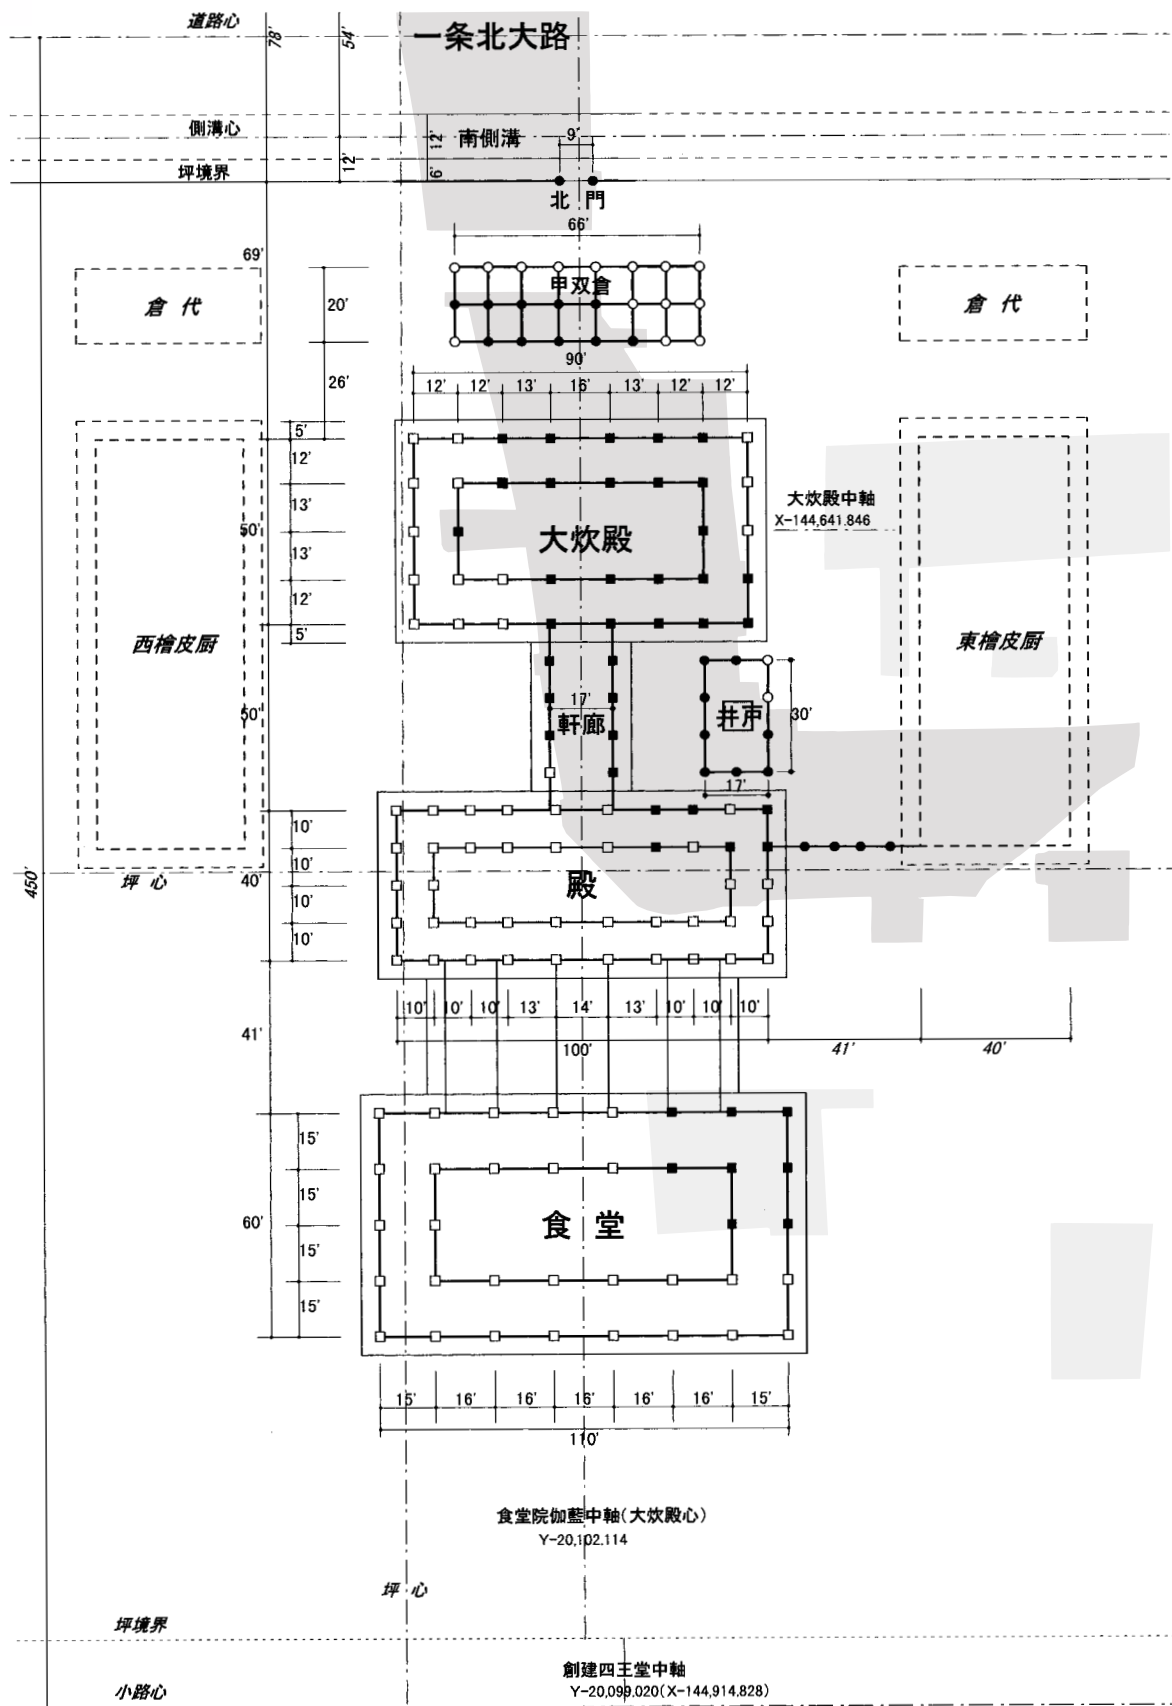 道路心
78'
54'
一条北大路
側溝心
12'
南側溝
9'
坪境界
12'
6'
北門
66'
69'
倉代
20'
甲双倉
倉代
26'
90'
12' 12' 13' 16' 13' 12' 12'
5'
12'
13'
50'
13'
12'
5'
大炊殿
大炊殿中軸
X-144,641.846
西檜皮厨
東檜皮厨
50'
17'
軒廊
井戸
30'
17'
10'
10'
10'
10'
450'
坪心
40'
殿
41'
10' 10' 10' 13' 14' 13' 10' 10' 10'
100'
41'
40'
15'
15'
60'
15'
15'
食堂
15' 16' 16' 16' 16' 16' 15'
110'
食堂院伽藍中軸(大炊殿心)
Y-20,102.114
坪心
坪境界
創建四王堂中軸
小路心
Y-20,099.020(X-144,914.828)